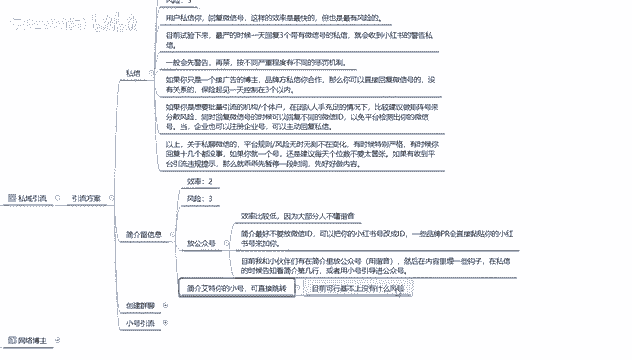 风险：3
用户私信你，回复微信号，这样的效率是最快的，但也是最有风险的。
目前试验下来，最严的时候一天回复3个带有微信号的私信，就会收到小红书的警告私
信。
私信
一般会先警告，再禁，按不同严重程度有不同的惩罚机制。
如果你只是一个接广告的博主，品牌方私信你合作，那么你可以直接回复微信号的，没
有关系的，保险起见一天控制在3个以内。
如果你是想要批量引流的机构/个体户，在团队人手充足的情况下，比较建议做矩阵号来
分散风险，同时回复微信号的时候可以回复不同的微信ID，以免平台检测出你的微信
号。当，企业也可以注册企业号，可以主动回复私信。
以上，关于私聊微信的，平台规则/风险无时无刻不在变化，有时候特别严格，有时候你
回复十几个都没事，如果你就一个号，还是建议每天个位数不要太嚣张。如果有收到平
台引流违规提示，那么就乖乖先暂停一段时间，先好好做内容。
私域引流
引流方案
效率：2
风险：3
简介留信息
放公众号
效率比较低，因为大部分人不懂谐音
简介最好不要放微信ID，可以把你的小红书号改成ID，一些品牌PR会直接黏贴你的小红
书号来加你。
目前我和小伙伴们有在简介里放公众号（用谐音），然后在内容里埋一些钩子，在私信
的时候告知看简介第几行，或者用小号引导进公众号。
简介艾特你的小号，可直接跳转
目前可行基本上没有什么风险
创建群聊
小号引流
网络博主